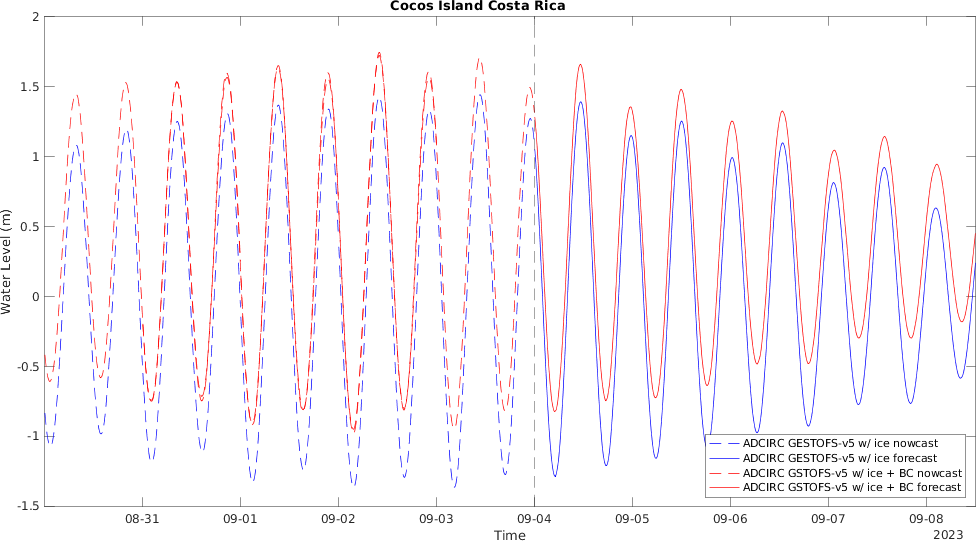 Cocos Island Costa Rica
2
1.5
1
0.5
0
-0.5
-1
-1.5
Water Level (m)
08-31 09-01 09-02 09-03 09-04 09-05 09-06 09-07 09-08
Time
2023
ADCIRC GESTOFS-v5 w/ ice nowcast
ADCIRC GESTOFS-v5 w/ ice forecast
ADCIRC GSTOFS-v5 w/ ice + BC nowcast
ADCIRC GSTOFS-v5 w/ ice + BC forecast